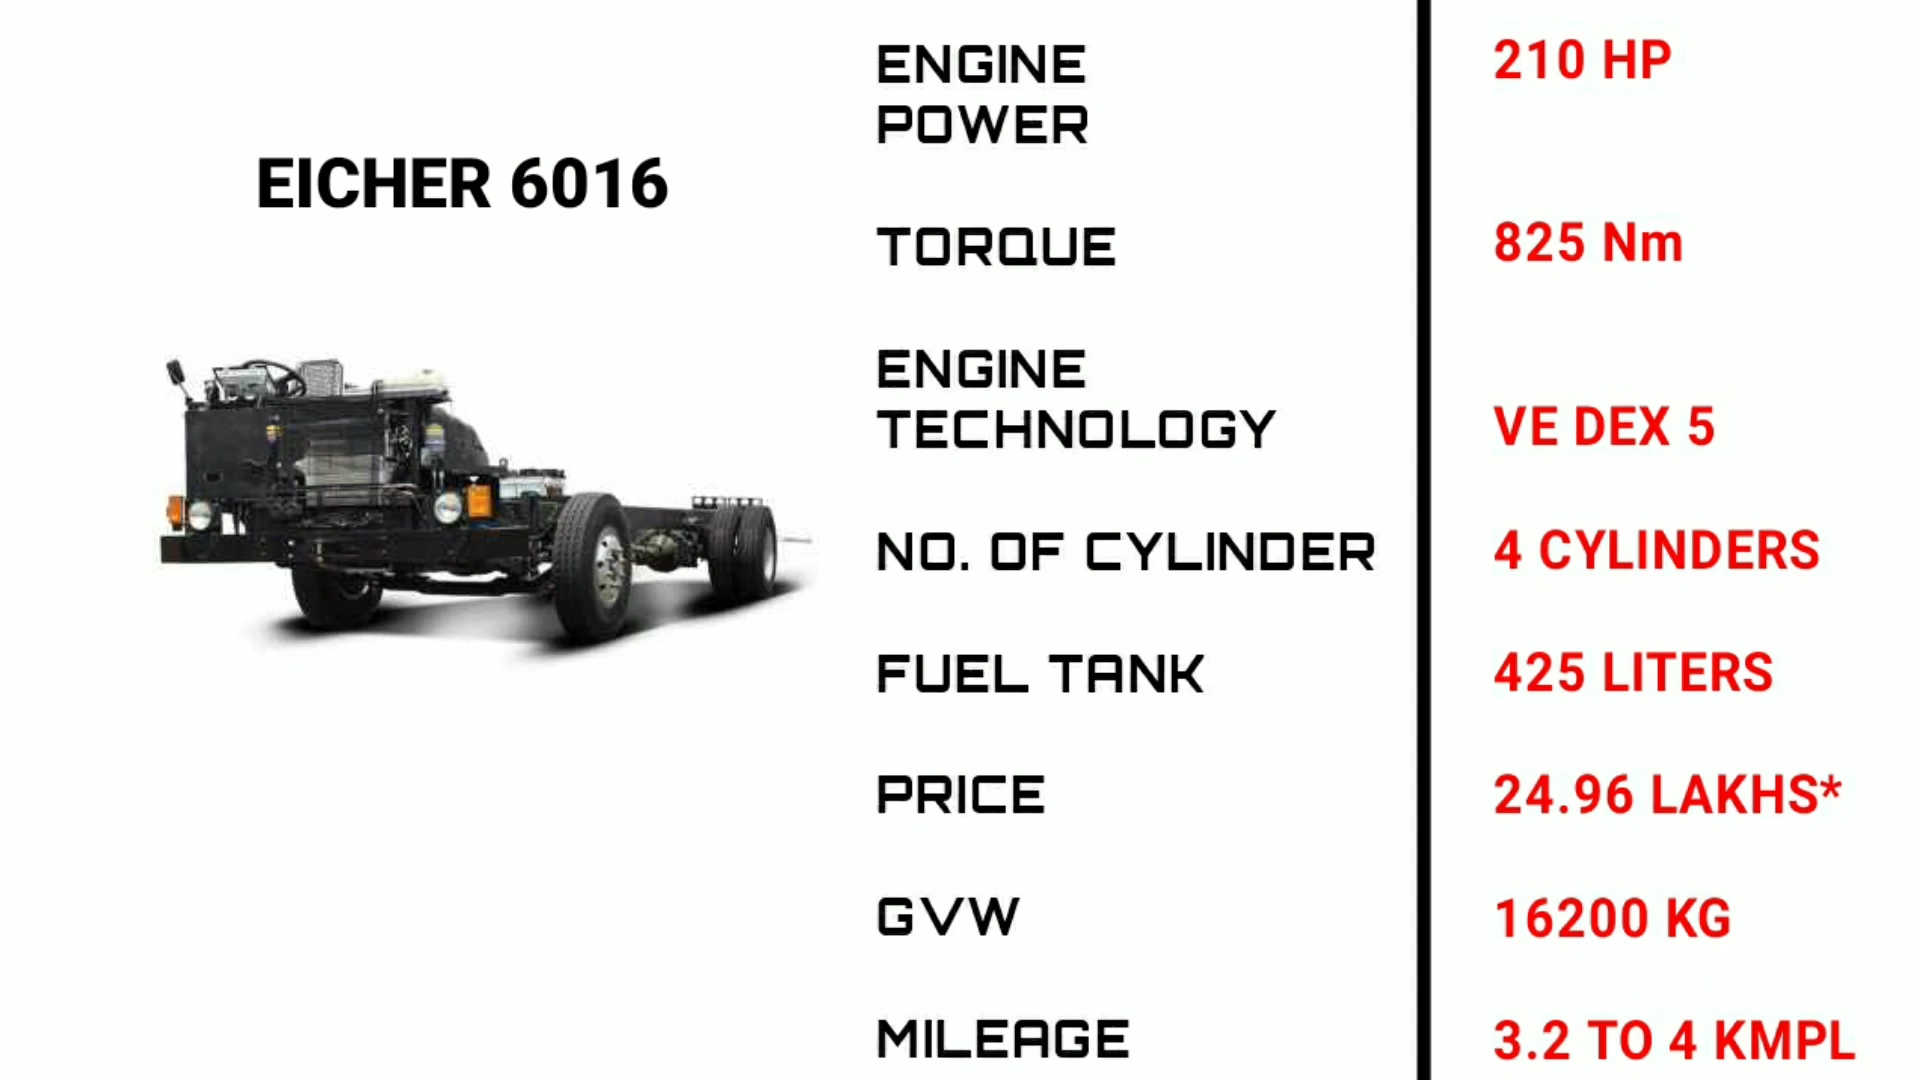 EICHER 6016
ENGINE
POWER
210 HP
TORQUE
825 Nm
ENGINE
TECHNOLOGY
VE DEX 5
NO. OF CYLINDER
4 CYLINDERS
FUEL TANK
425 LITERS
PRICE
24.96 LAKHS*
GVW
16200 KG
MILEAGE
3.2 TO 4 KMPL